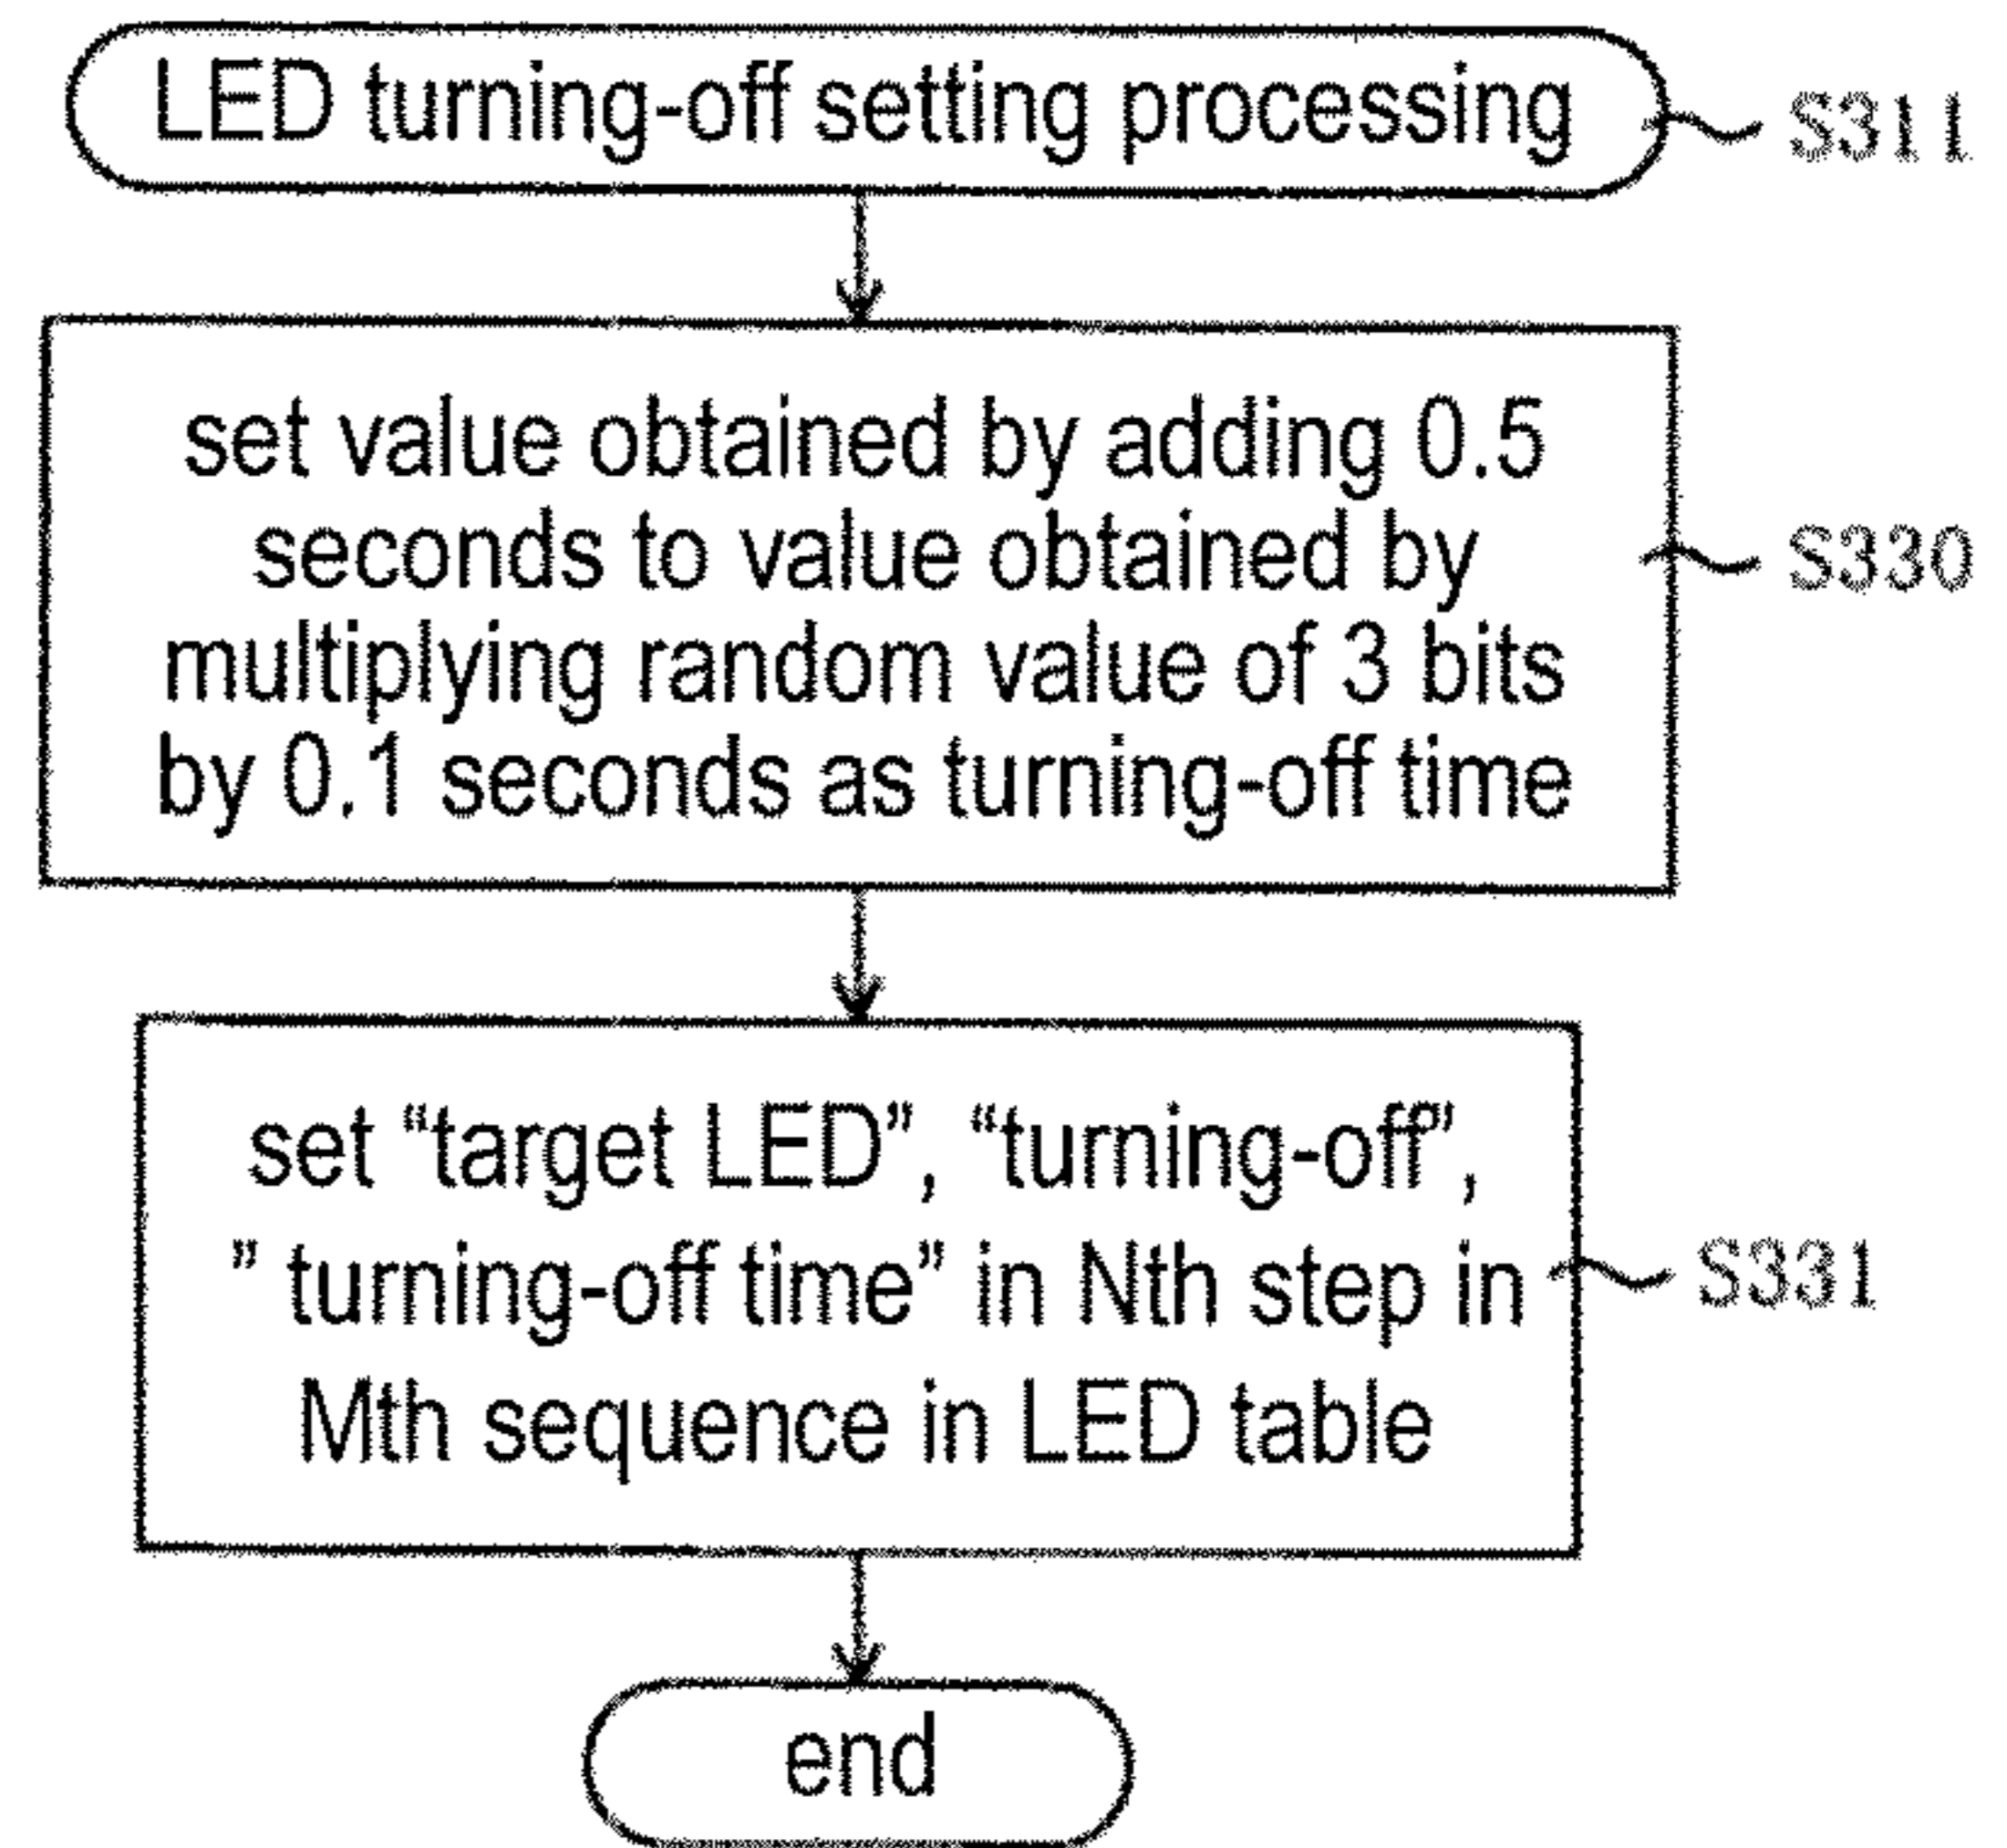 LED turning-off setting processing
S311
set value obtained by adding 0.5
seconds to value obtained by
S330
multiplying random value of 3 bits
by 0.1 seconds as turning-off time
set “target LED”, “turning-off”,
” turning-off time” in Nth step in
S331
Mth sequence in LED table
end